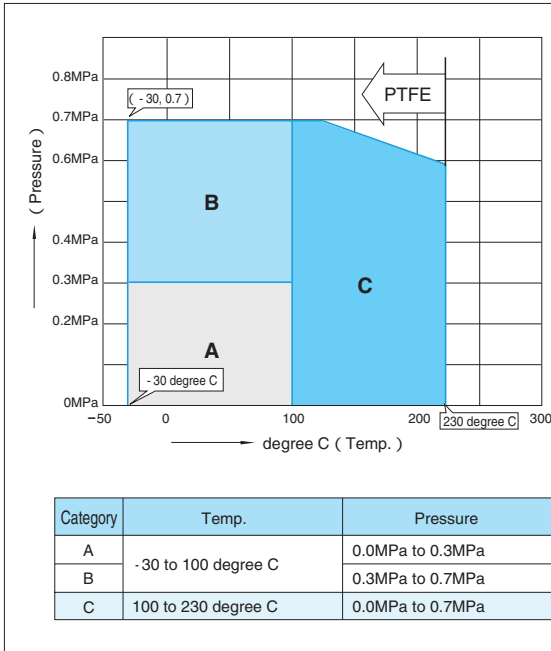 0.8MPa
PTFE
( - 30, 0.7 )
0.7MPa
0.6MPa
( Pressure )
B
0.4MPa
C
0.3MPa
0.2MPa
A
- 30 degree C
0MPa
−50 0 100 200 300
230 degree C
degree C ( Temp. )
Category Temp. Pressure
A -30 to 100 degree C 0.0MPa to 0.3MPa
B 0.3MPa to 0.7MPa
C 100 to 230 degree C 0.0MPa to 0.7MPa